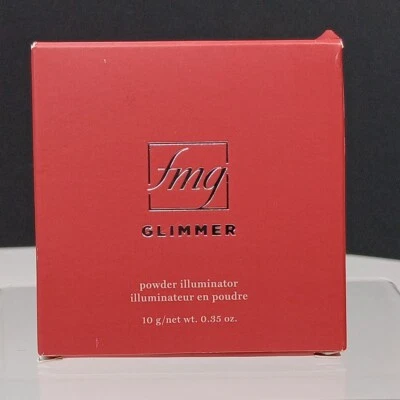 fmg
GLIMMER
powder illuminator
illuminateur en poudre
10 g/net wt. 0.35 oz.